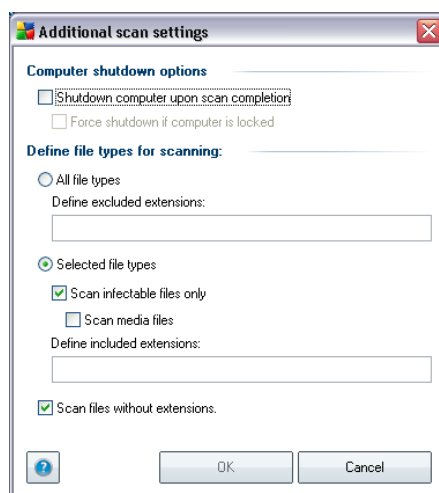 Additional scan settings
Computer shutdown options
Shutdown computer upon scan completion
Force shutdown if computer is locked
Define file types for scanning:
All file types
Define excluded extensions:
Selected file types
Scan infectable files only
Scan media files
Define included extensions:
Scan files without extensions.
?
OK
Cancel